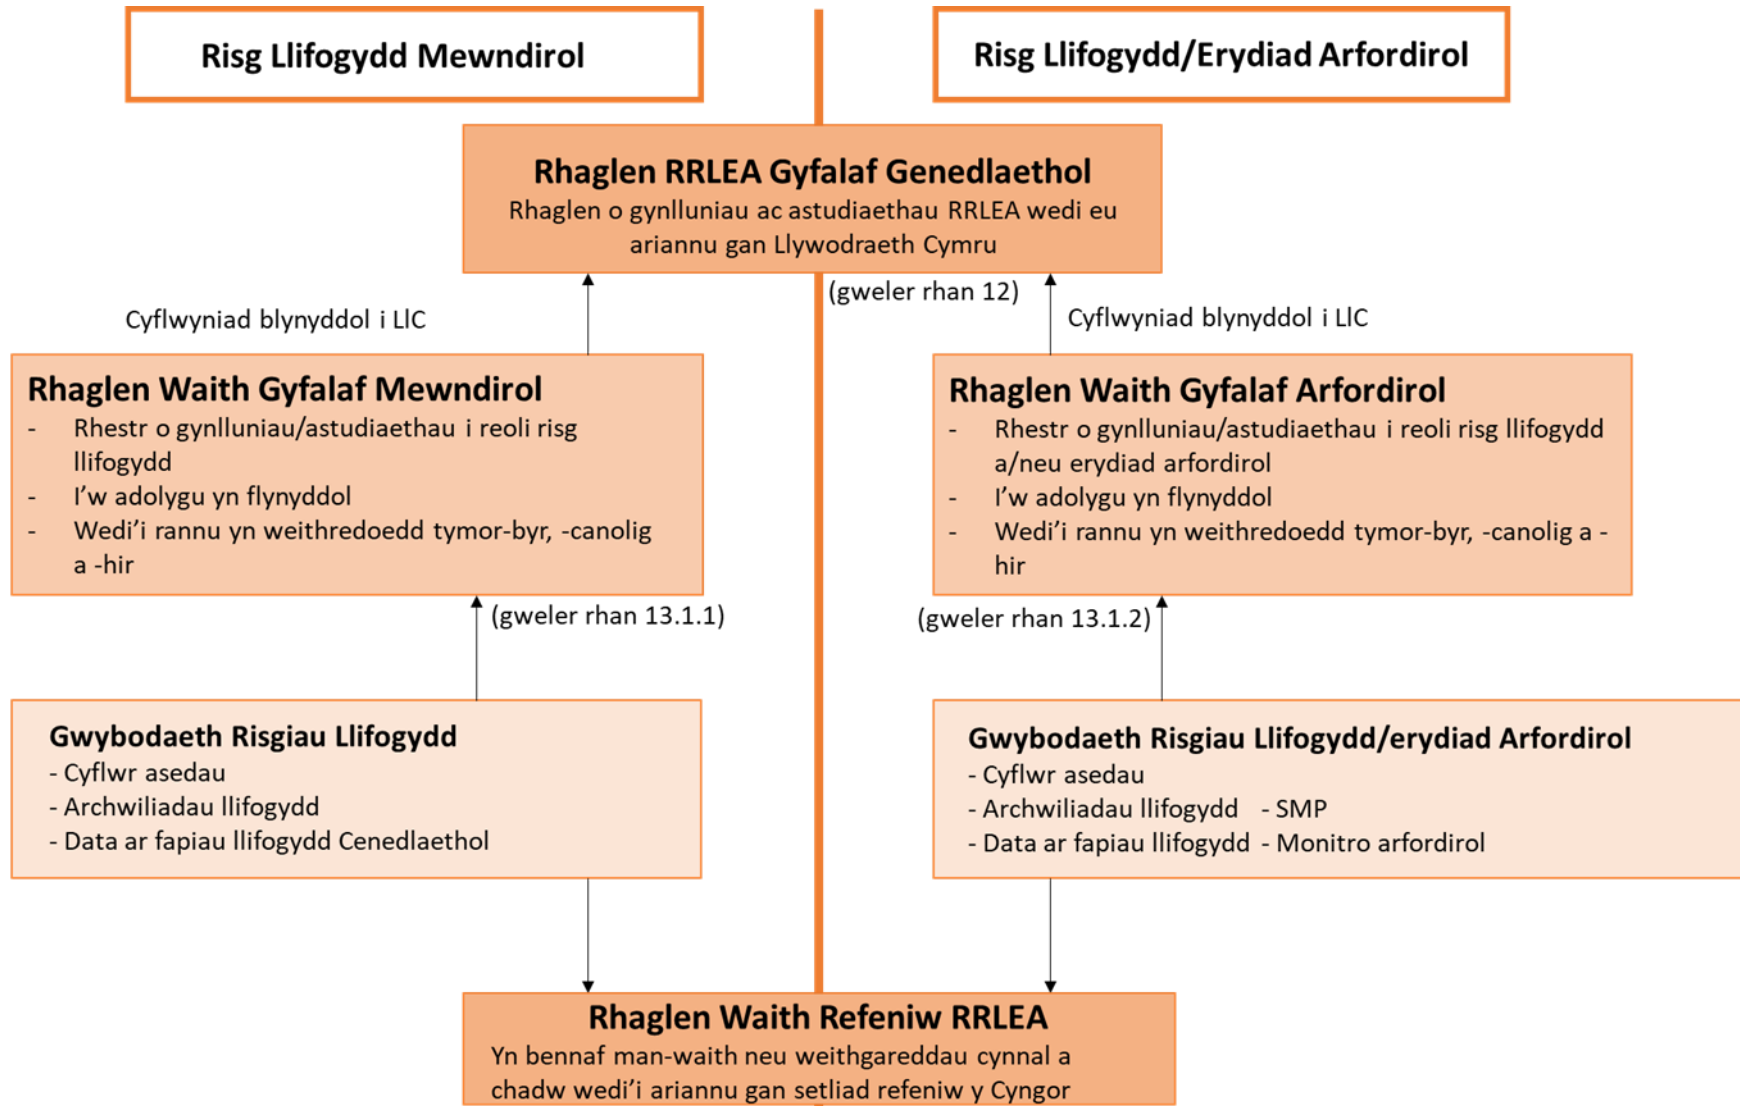 Risg Llifogydd Mewndirol
Risg Llifogydd/Erydiad Arfordirol
Rhaglen RRLEA Gyfalaf Genedlaethol
Rhaglen o gynlluniau ac astudiaethau RRLEA wedi eu
ariannu gan Llywodraeth Cymru
(gweler rhan 12)
Cyflwyniad blynyddol i LlC
Cyflwyniad blynyddol i LlC
Rhaglen Waith Gyfalaf Mewndirol
- Rhestr o gynlluniau/astudiaethau i reoli risg
llifogydd
- I’w adolygu yn flynyddol
- Wedi’i rannu yn weithredoedd tymor-byr, -canolig
a -hir
(gweler rhan 13.1.1)
Rhaglen Waith Gyfalaf Arfordirol
- Rhestr o gynlluniau/astudiaethau i reoli risg llifogydd
a/neu erydiad arfordirol
- I’w adolygu yn flynyddol
- Wedi’i rannu yn weithredoedd tymor-byr, -canolig a -
hir
(gweler rhan 13.1.2)
Gwybodaeth Risgiau Llifogydd
- Cyflwr asedau
- Archwiliadau llifogydd
- Data ar fapiau llifogydd Cenedlaethol
Gwybodaeth Risgiau Llifogydd/erydiad Arfordirol
- Cyflwr asedau
- Archwiliadau llifogydd - SMP
- Data ar fapiau llifogydd - Monitro arfordirol
Rhaglen Waith Refeniw RRLEA
Yn bennaf man-waith neu weithgareddau cynnal a
chadw wedi’i ariannu gan setliad refeniw y Cyngor